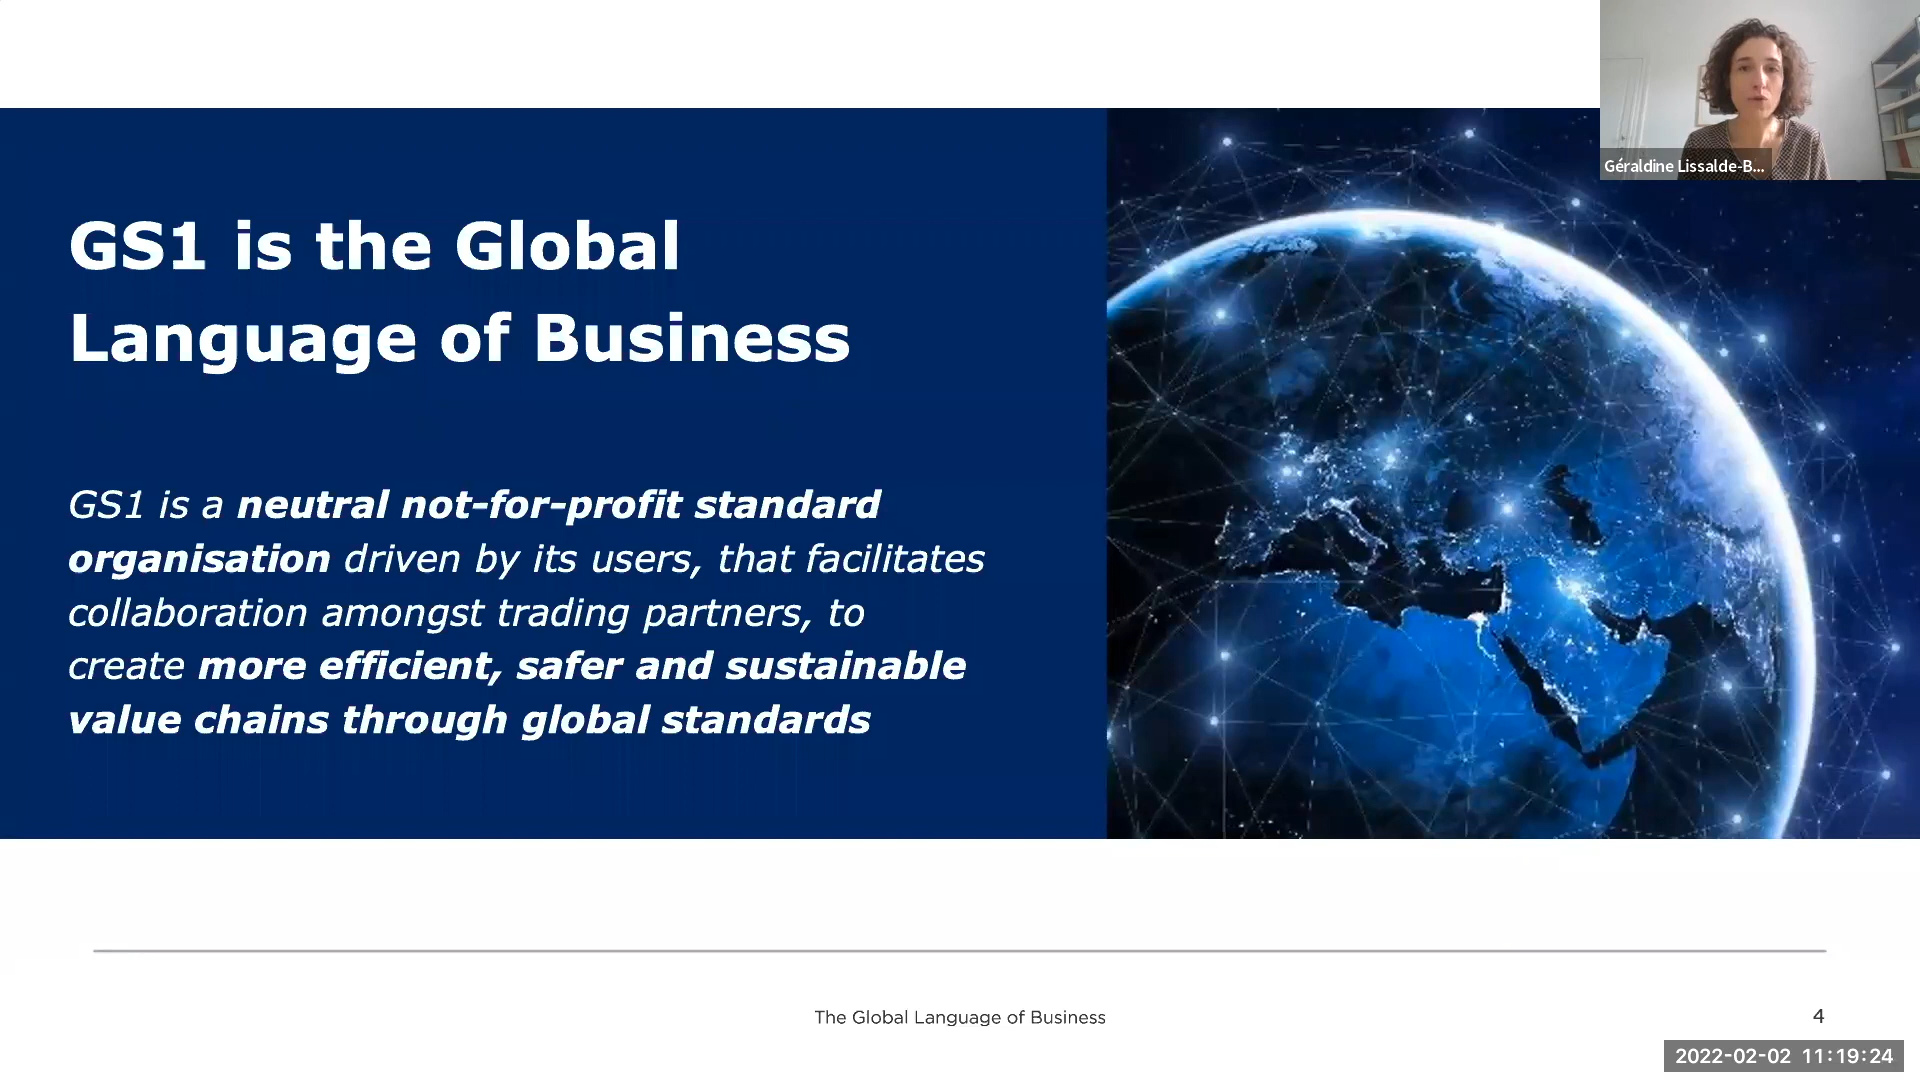 Géraldine Lissalde-B...
GS1 is the Global
Language of Business
GS1 is a neutral not-for-profit standard
organisation driven by its users, that facilitates
collaboration amongst trading partners, to
create more efficient, safer and sustainable
value chains through global standards
The Global Language of Business
4
2022-02-02 11:19:24